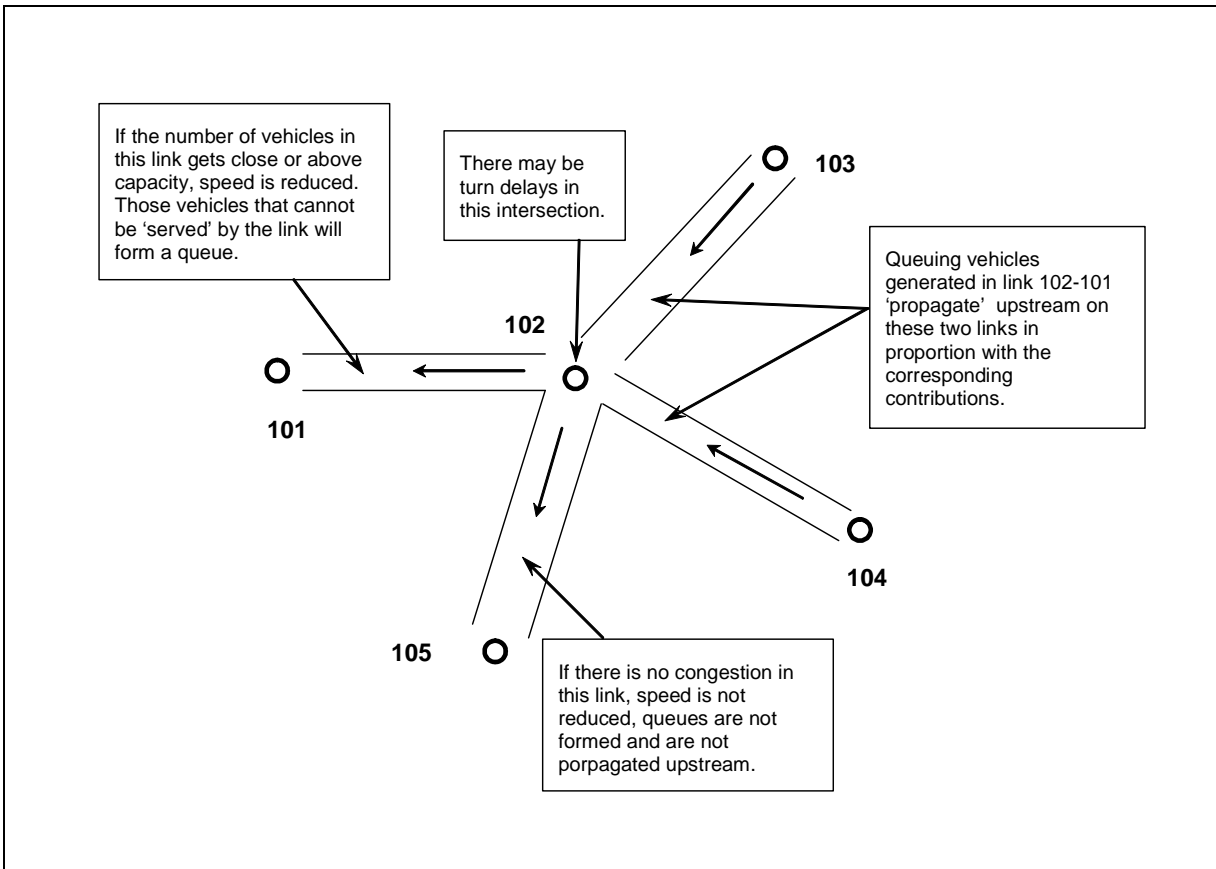 If the number of vehicles in
this link gets close or above
capacity, speed is reduced.
Those vehicles that cannot
be ‘served’ by the link will
form a queue.
There may be
turn delays in
this intersection.
103
Queuing vehicles
generated in link 102-101
‘propagate’ upstream on
these two links in
proportion with the
corresponding
contributions.
102
101
104
105
If there is no congestion in
this link, speed is not
reduced, queues are not
formed and are not
porpagated upstream.